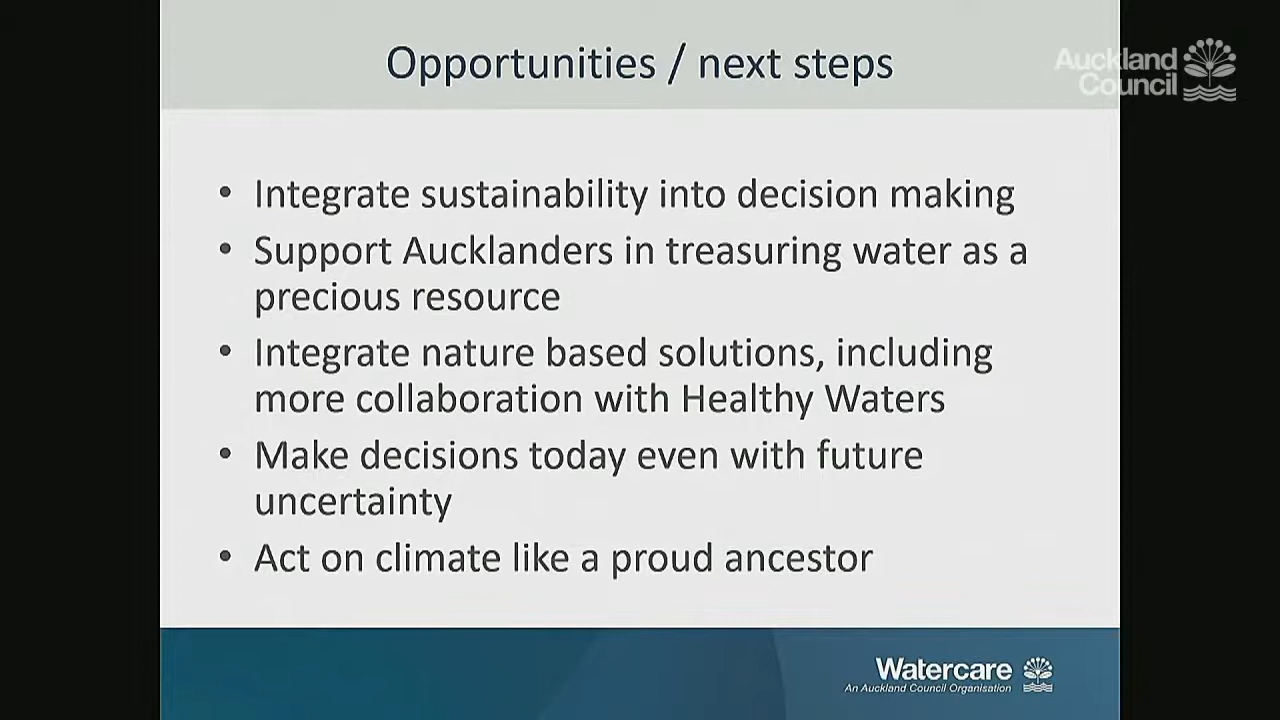 Opportunities / next steps
Auckland
Council
• Integrate sustainability into decision making
• Support Aucklanders in treasuring water as a
precious resource
• Integrate nature based solutions, including
more collaboration with Healthy Waters
• Make decisions today even with future
uncertainty
• Act on climate like a proud ancestor
Watercare
An Auckland Council Organisation